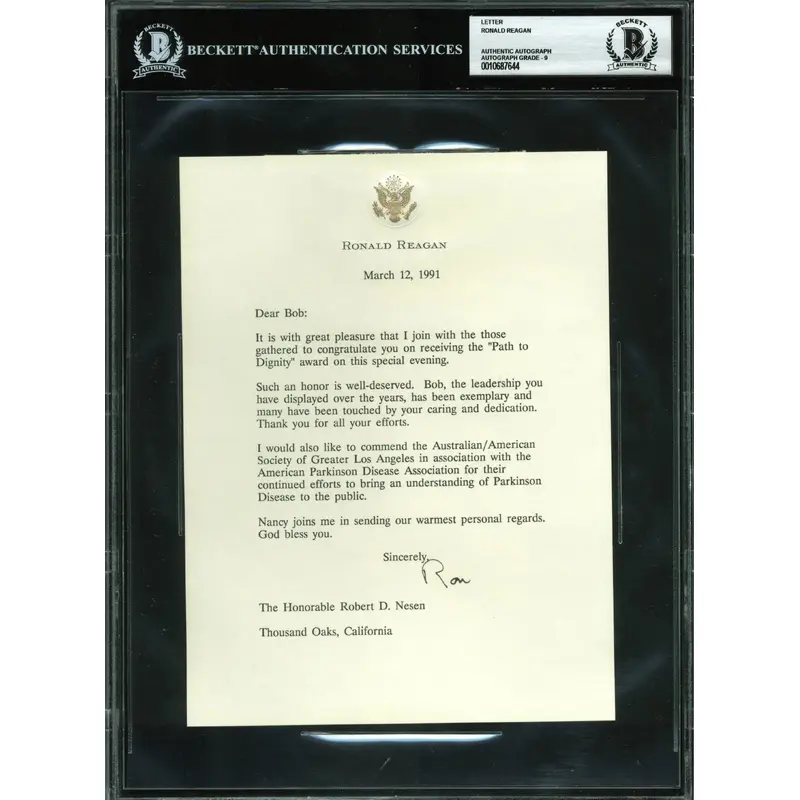 BECKETT
B
AUTHENTIC
BECKETT® AUTHENTICATION SERVICES
LETTER
RONALD REAGAN
AUTHENTIC AUTOGRAPH
AUTOGRAPH GRADE - 9
0010687644
BECKETT
B
AUTHENTIC
RONALD REAGAN
March 12, 1991
Dear Bob:
It is with great pleasure that I join with the those
gathered to congratulate you on receiving the "Path to
Dignity" award on this special evening.
Such an honor is well-deserved. Bob, the leadership you
have displayed over the years, has been exemplary and
many have been touched by your caring and dedication.
Thank you for all your efforts.
I would also like to commend the Australian/American
Society of Greater Los Angeles in association with the
American Parkinson Disease Association for their
continued efforts to bring an understanding of Parkinson
Disease to the public.
Nancy joins me in sending our warmest personal regards.
God bless you.
Sincerely,
Ron
The Honorable Robert D. Nesen
Thousand Oaks, California